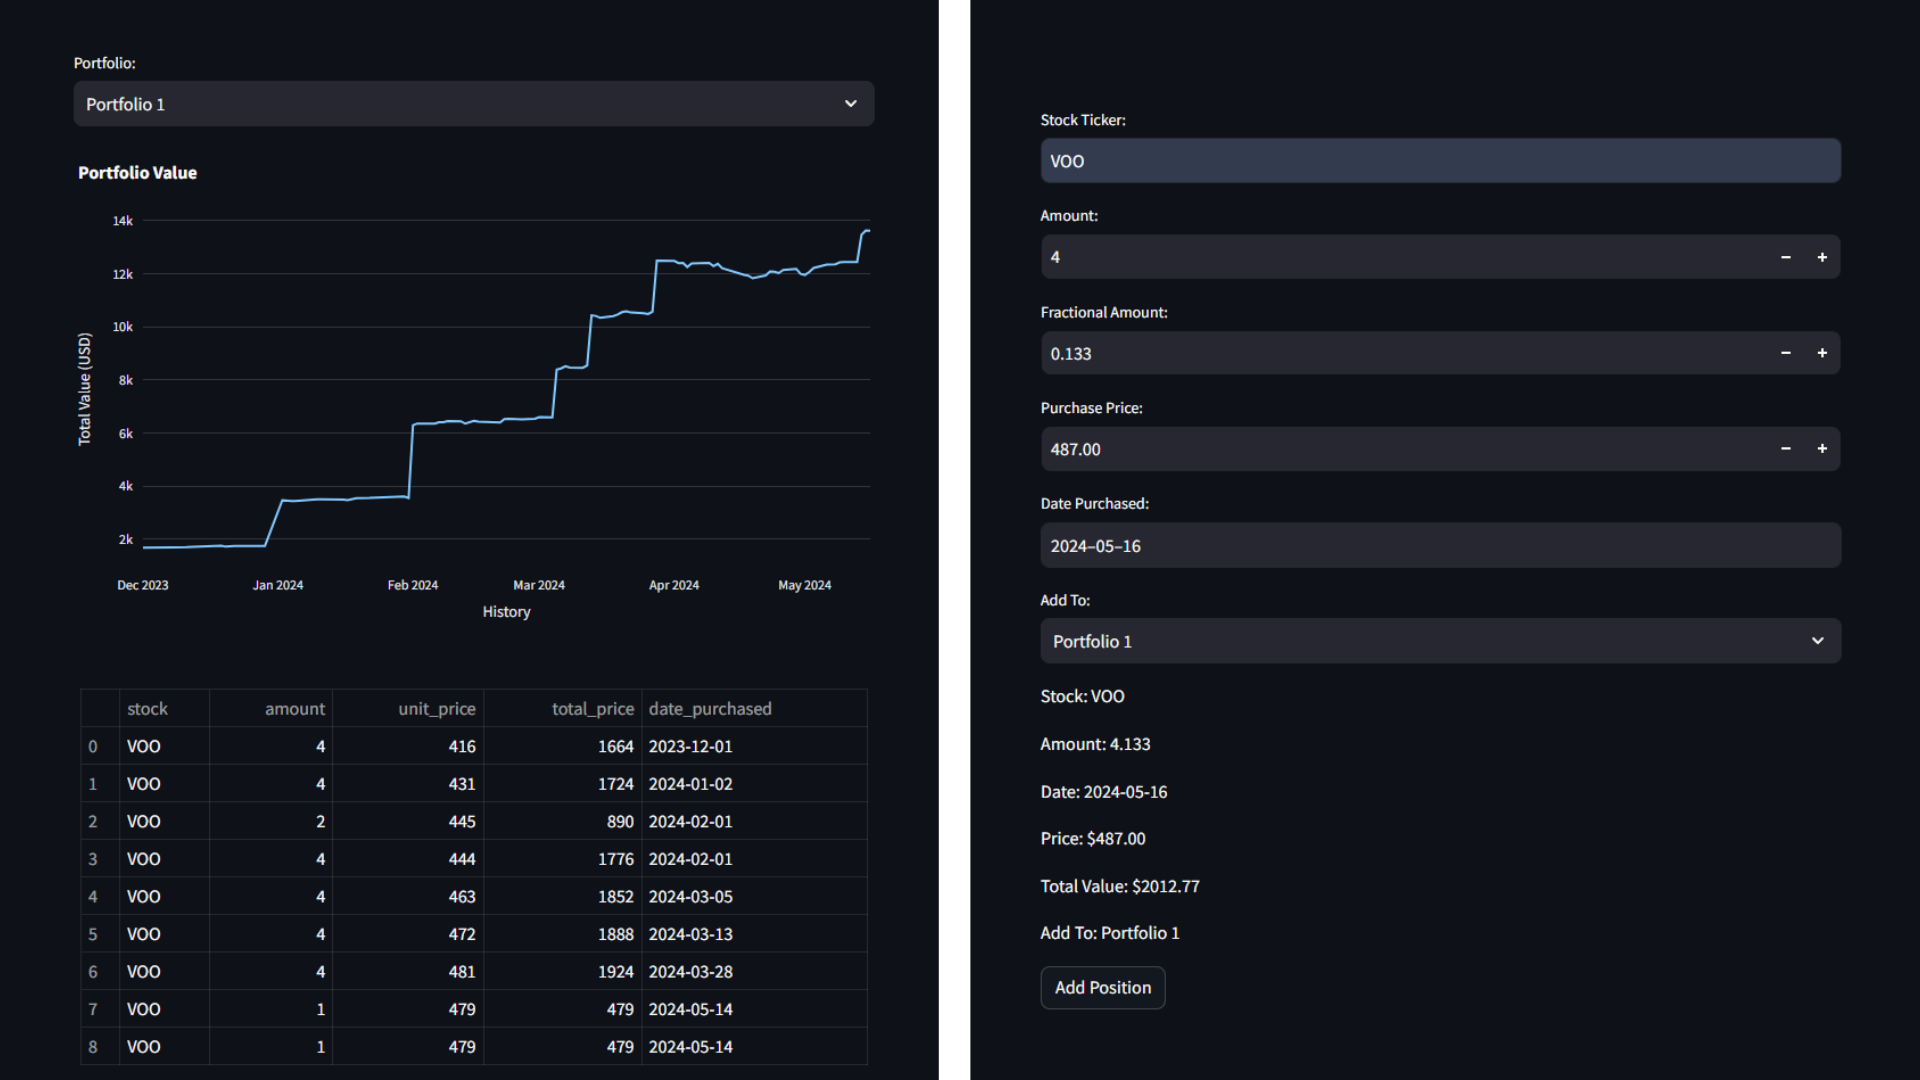 Portfolio:
Portfolio 1
Portfolio Value
14k
12k
10k
8k
6k
4k
2k
Total Value (USD)
Dec 2023 Jan 2024 Feb 2024 Mar 2024 Apr 2024 May 2024
History
stock amount unit_price total_price date_purchased
0 VOO 4 416 1664 2023-12-01
1 VOO 4 431 1724 2024-01-02
2 VOO 2 445 890 2024-02-01
3 VOO 4 444 1776 2024-02-01
4 VOO 4 463 1852 2024-03-05
5 VOO 4 472 1888 2024-03-13
6 VOO 4 481 1924 2024-03-28
7 VOO 1 479 479 2024-05-14
8 VOO 1 479 479 2024-05-14
Stock Ticker:
VOO
Amount:
4 − +
Fractional Amount:
0.133 − +
Purchase Price:
487.00 − +
Date Purchased:
2024–05–16
Add To:
Portfolio 1
Stock: VOO
Amount: 4.133
Date: 2024-05-16
Price: $487.00
Total Value: $2012.77
Add To: Portfolio 1
Add Position